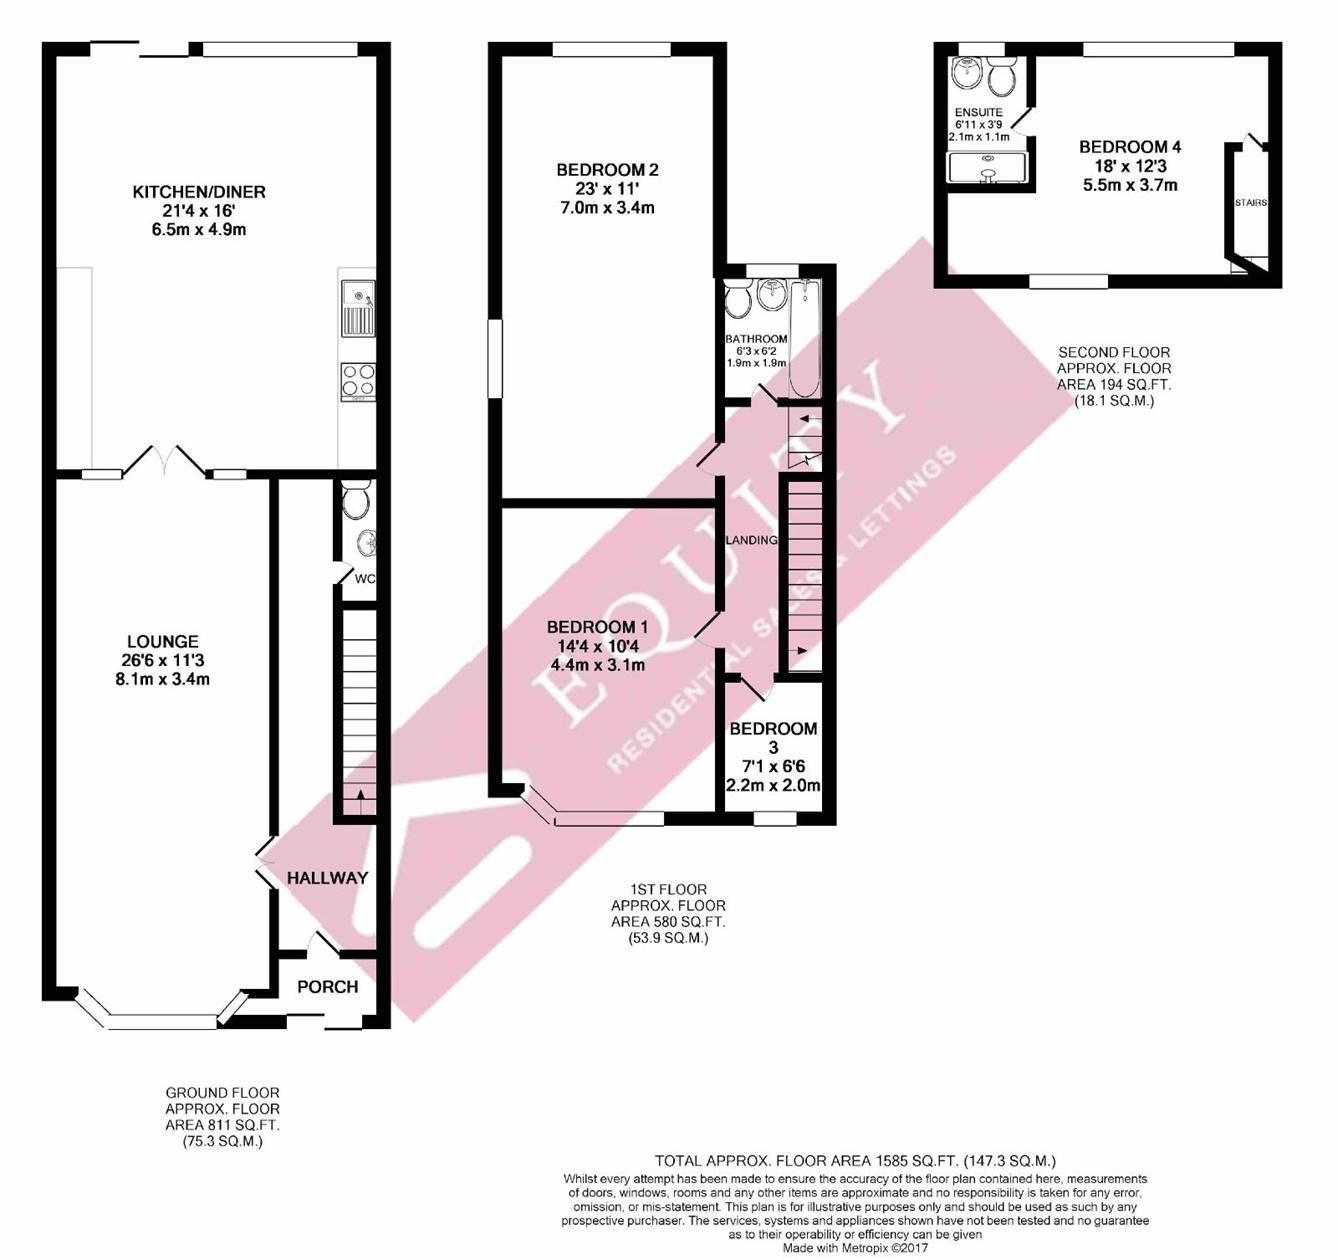 KITCHEN/DINER
21'4 x 16'
6.5m x 4.9m
LOUNGE
26'6 x 11'3
8.1m x 3.4m
WC
HALLWAY
PORCH
GROUND FLOOR
APPROX. FLOOR
AREA 811 SQ.FT.
(75.3 SQ.M.)
BEDROOM 2
23' x 11'
7.0m x 3.4m
BATHROOM
6'3 x 6'2
1.9m x 1.9m
LANDING
BEDROOM 1
14'4 x 10'4
4.4m x 3.1m
BEDROOM
3
7'1 x 6'6
2.2m x 2.0m
EQUITY
RESIDENTIAL SALES & LETTINGS
1ST FLOOR
APPROX. FLOOR
AREA 580 SQ.FT.
(53.9 SQ.M.)
ENSUITE
6'11 x 3'9
2.1m x 1.1m
BEDROOM 4
18' x 12'3
5.5m x 3.7m
STAIRS
SECOND FLOOR
APPROX. FLOOR
AREA 194 SQ.FT.
(18.1 SQ.M.)
TOTAL APPROX. FLOOR AREA 1585 SQ.FT. (147.3 SQ.M.)
Whilst every attempt has been made to ensure the accuracy of the floor plan contained here, measurements
of doors, windows, rooms and any other items are approximate and no responsibility is taken for any error,
omission, or mis-statement. This plan is for illustrative purposes only and should be used as such by any
prospective purchaser. The services, systems and appliances shown have not been tested and no guarantee
as to their operability or efficiency can be given
Made with Metropix ©2017